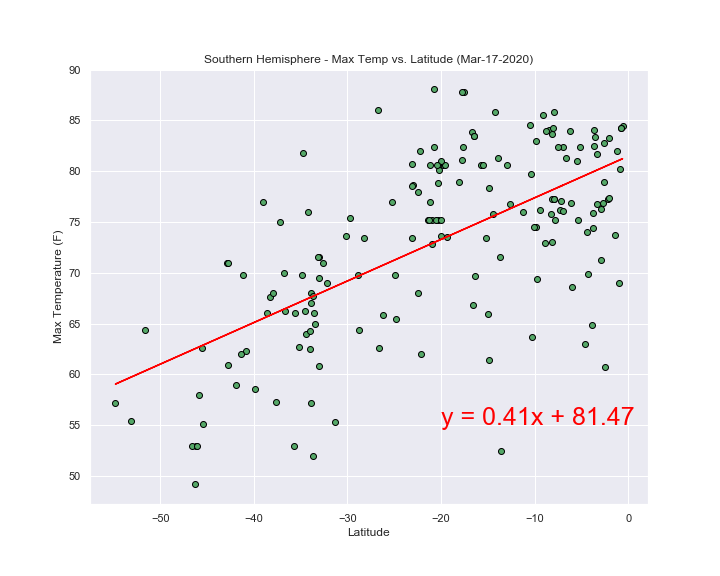 Southern Hemisphere - Max Temp vs. Latitude (Mar-17-2020)
90
85
80
75
70
65
60
55
50
Max Temperature (F)
y = 0.41x + 81.47
−50 −40 −30 −20 −10 0
Latitude